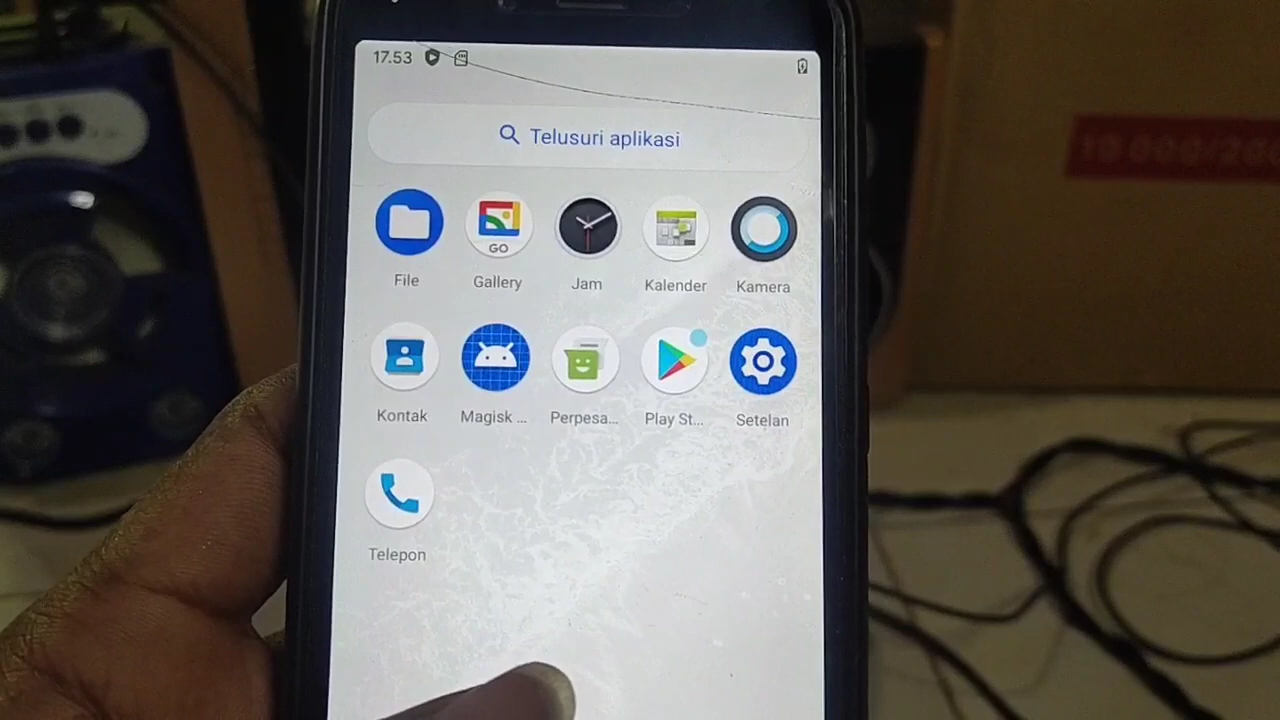 17.53
Telusuri aplikasi
GO
File
Gallery
Jam
Kalender
Kamera
Kontak
Magisk ...
Perpesa...
Play St...
Setelan
Telepon